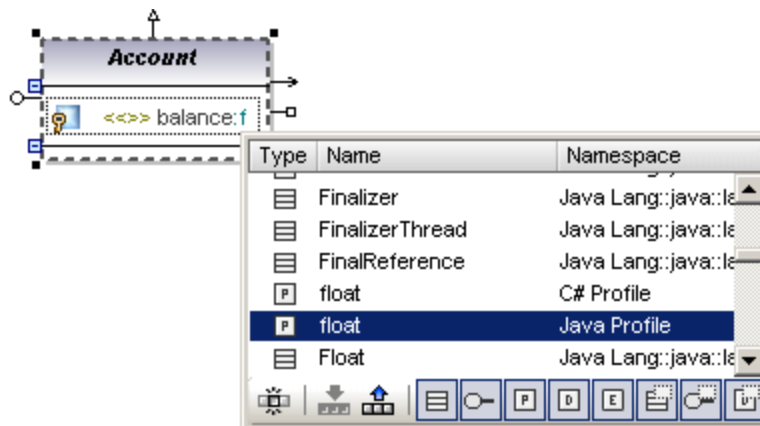 Account
<<>> balance:f
Type Name Namespace
Finalizer Java Lang::java::la
FinalizerThread Java Lang::java::la
FinalReference Java Lang::java::la
P float C# Profile
P float Java Profile
Float Java Lang::java::la
P D E D